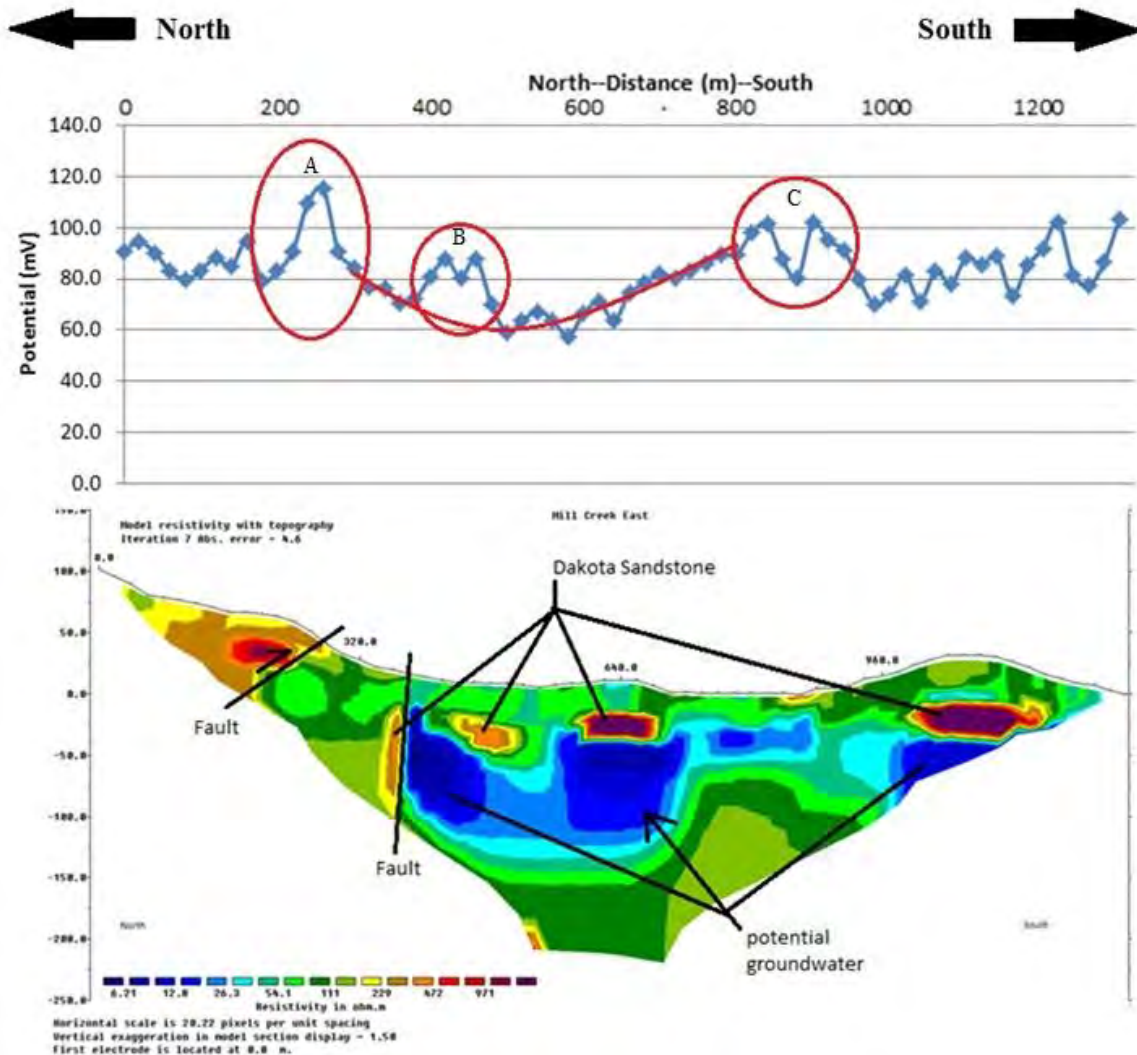 North
South
North--Distance (m)--South
0 200 400 600 800 1000 1200
140.0
120.0
100.0
80.0
60.0
40.0
20.0
0.0
Potential (mV)
A
B
C
Model resistivity with topography
Iteration 7 Abs. error - 4.6
Mill Creek East
0.0
Dakota Sandstone
100.0
50.0
0.0
-50.0
-100.0
-150.0
-200.0
-250.0
320.0
640.0
960.0
Fault
Fault
potential
groundwater
North
South
6.21 12.8 26.3 54.1 111 229 472 971
Resistivity in ohm.m
Horizontal scale is 20.22 pixels per unit spacing
Vertical exaggeration in model section display - 1.50
First electrode is located at 0.0 m.